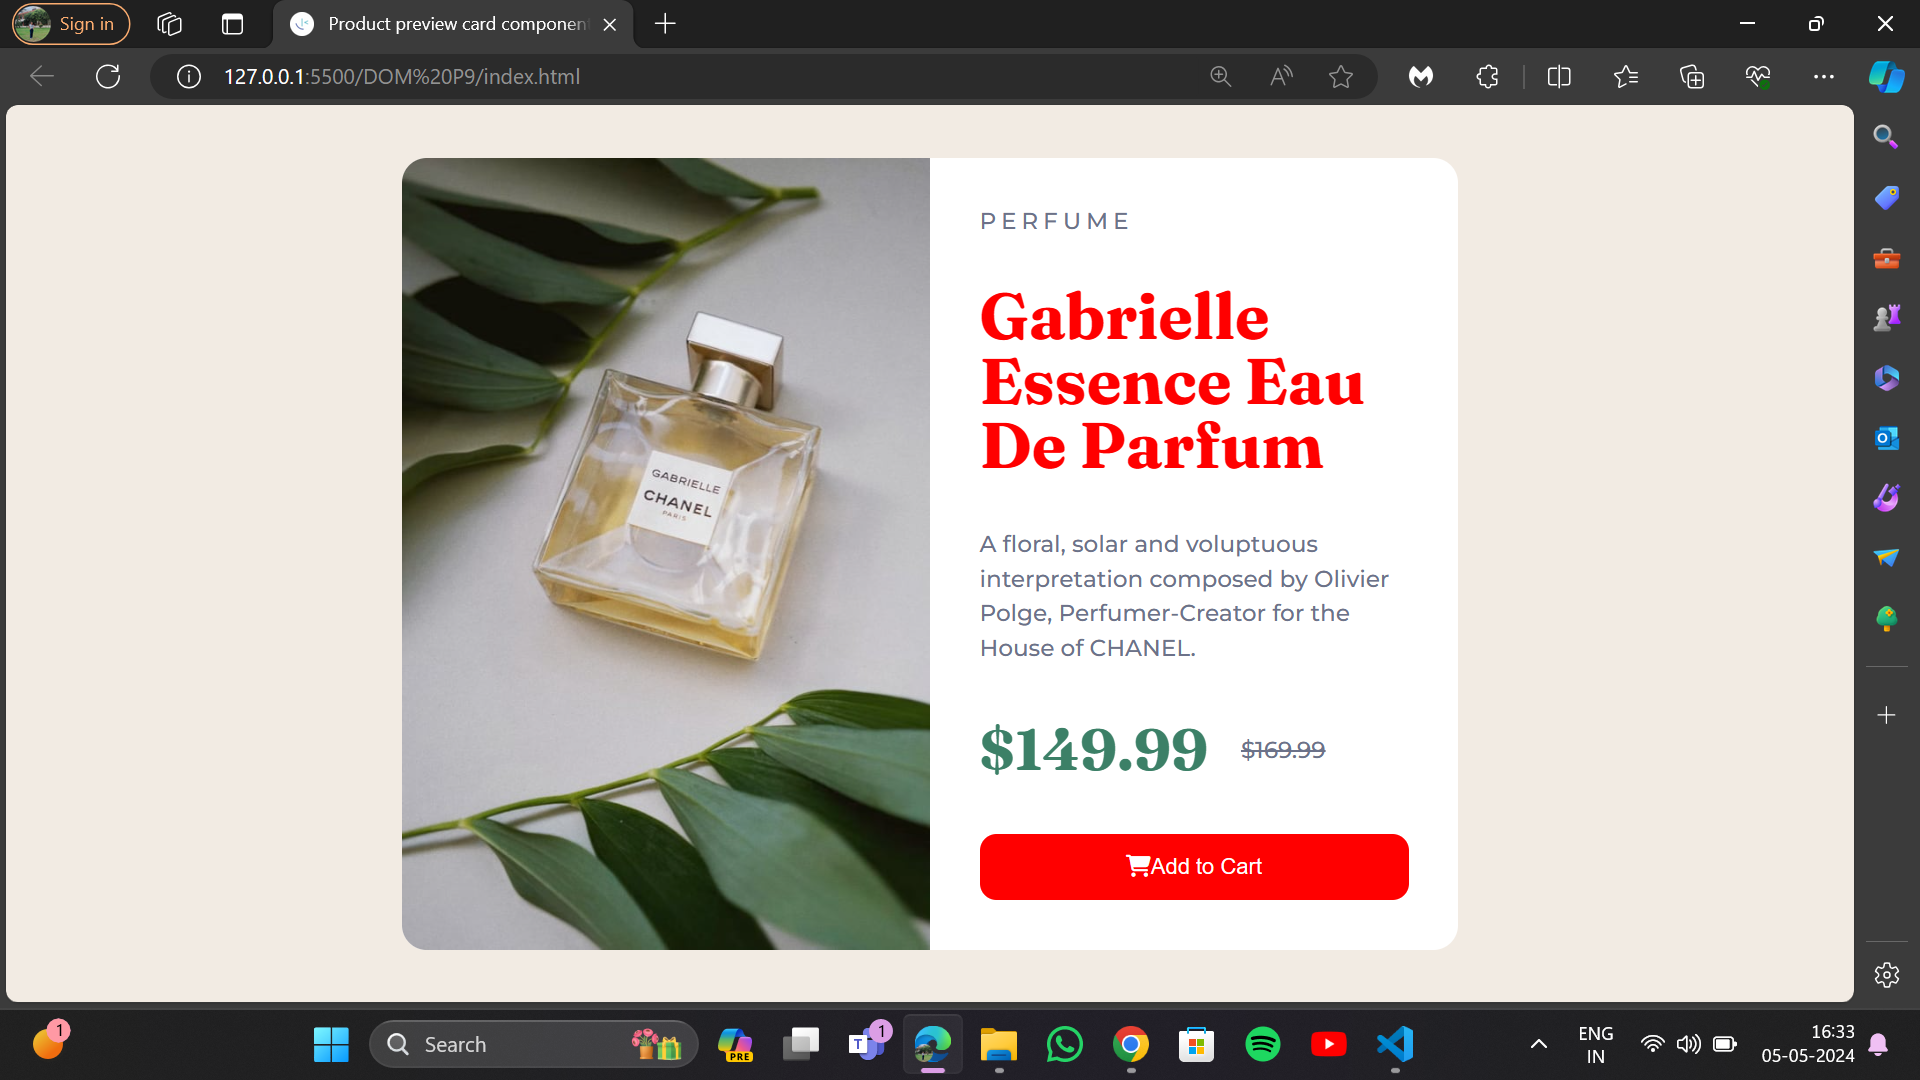 Sign in
Product preview card componen
127.0.0.1:5500/DOM%20P9/index.html
PERFUME
Gabrielle
Essence Eau
De Parfum
A floral, solar and voluptuous
interpretation composed by Olivier
Polge, Perfumer-Creator for the
House of CHANEL.
$149.99 $169.99
Add to Cart
GABRIELLE
CHANEL
PARIS
1
Search
PRE
1
ENG
IN
16:33
05-05-2024